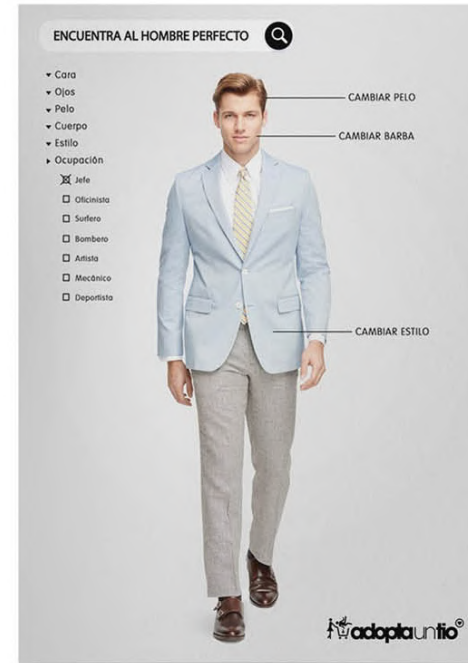 ENCUENTRA AL HOMBRE PERFECTO
Cara
Ojos
Pelo
Cuerpo
Estilo
Ocupación
Jefe
Oficinista
Surfero
Bombero
Artista
Mecánico
Deportista
CAMBIAR PELO
CAMBIAR BARBA
CAMBIAR ESTILO
adoptauntio